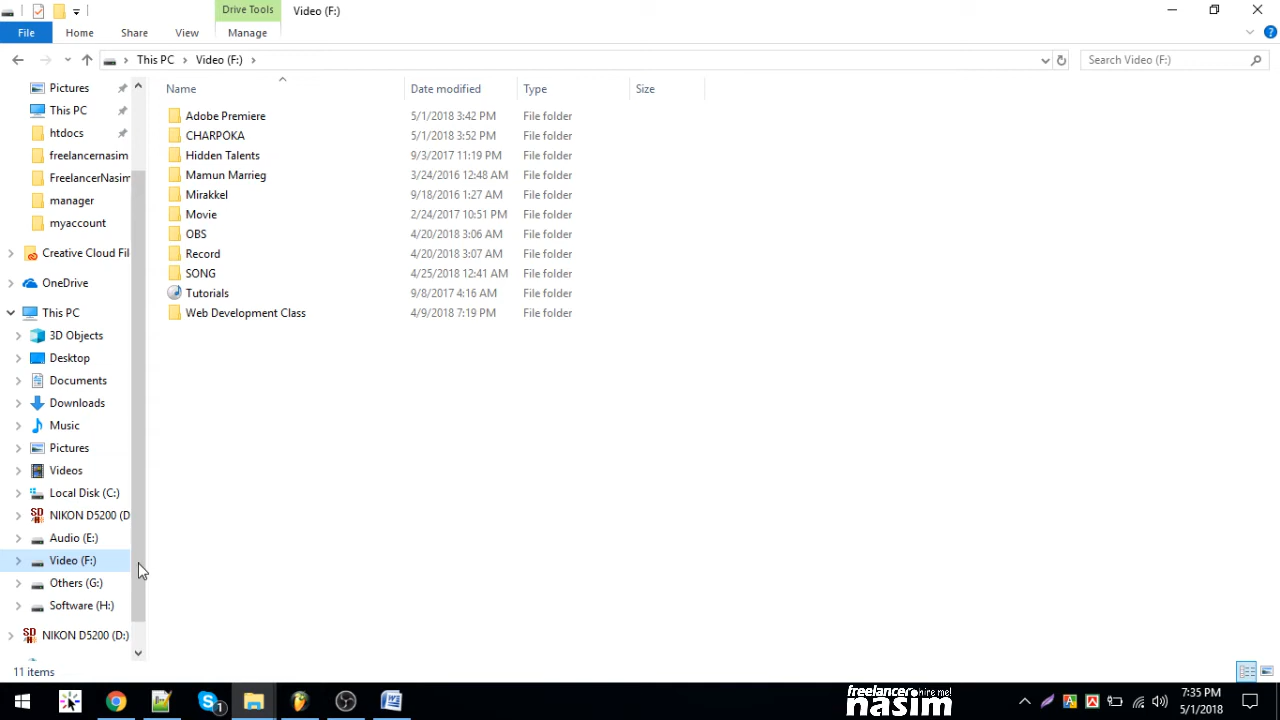 Drive Tools
Video (F:)
File
Home
Share
View
Manage
This PC
Video (F:)
Search Video (F:)
Pictures
This PC
htdocs
freelancernasim
FreelancerNasim
manager
myaccount
Creative Cloud Fil
OneDrive
This PC
3D Objects
Desktop
Documents
Downloads
Music
Pictures
Videos
Local Disk (C:)
NIKON D5200 (D
Audio (E:)
Video (F:)
Others (G:)
Software (H:)
NIKON D5200 (D:)
Name Date modified Type Size
Adobe Premiere 5/1/2018 3:42 PM File folder
CHARPOKA 5/1/2018 3:52 PM File folder
Hidden Talents 9/3/2017 11:19 PM File folder
Mamun Marrieg 3/24/2016 12:48 AM File folder
Mirakkel 9/18/2016 1:27 AM File folder
Movie 2/24/2017 10:51 PM File folder
OBS 4/20/2018 3:06 AM File folder
Record 4/20/2018 3:07 AM File folder
SONG 4/25/2018 12:41 AM File folder
Tutorials 9/8/2017 4:16 AM File folder
Web Development Class 4/9/2018 7:19 PM File folder
11 items
freelancer hire me!
nasim
7:35 PM
5/1/2018